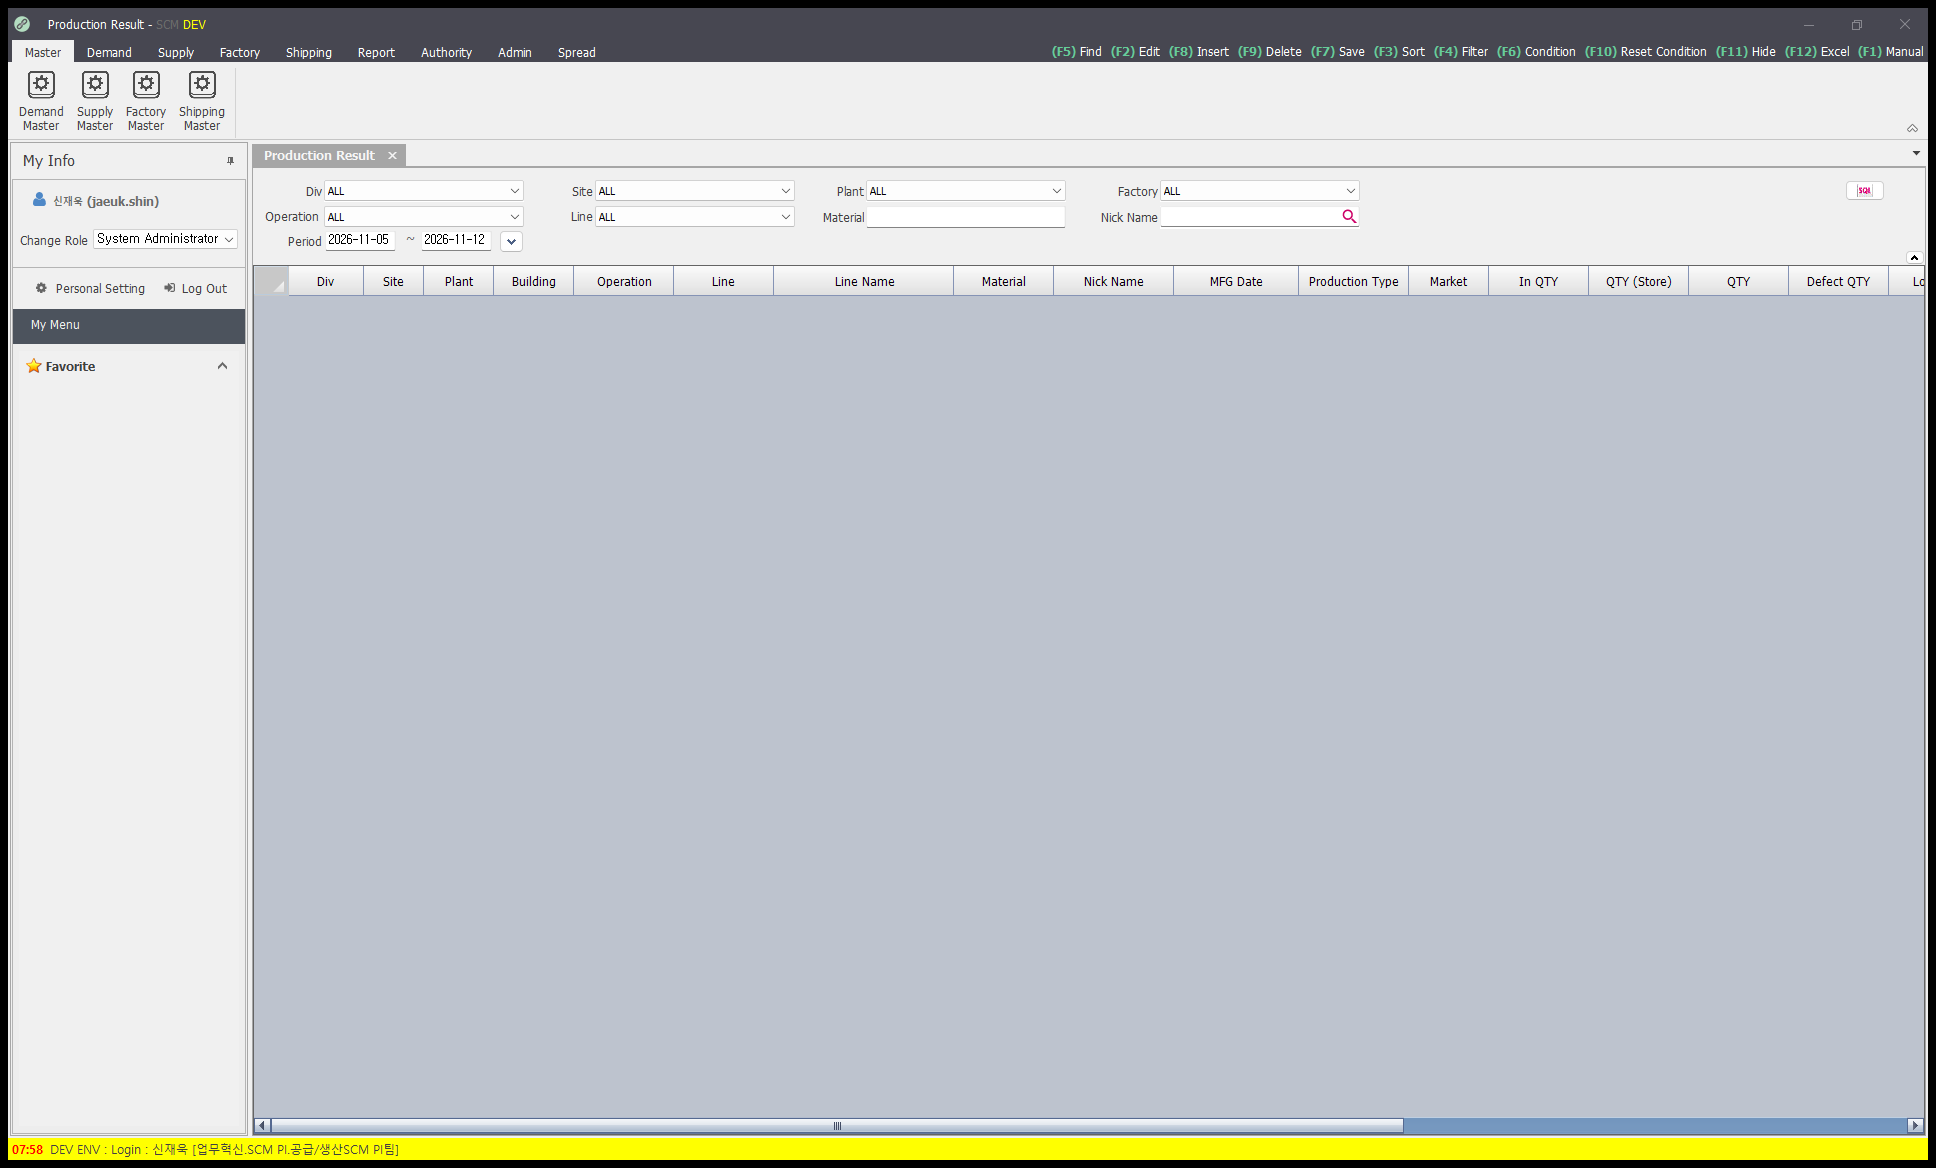 Production Result - SCM DEV
Master Demand Supply Factory Shipping Report Authority Admin Spread (F5) Find (F2) Edit (F8) Insert (F9) Delete (F7) Save (F3) Sort (F4) Filter (F6) Condition (F10) Reset Condition (F11) Hide (F12) Excel (F1) Manual
Demand Master Supply Master Factory Master Shipping Master
My Info
신재욱 (jaeuk.shin)
Change Role System Administrator
Personal Setting Log Out
My Menu
Favorite
Production Result
Div ALL Site ALL Plant ALL Factory ALL SQL
Operation ALL Line ALL Material Nick Name
Period 2026-11-05 ~ 2026-11-12
Div Site Plant Building Operation Line Line Name Material Nick Name MFG Date Production Type Market In QTY QTY (Store) QTY Defect QTY Lo
07:58 DEV ENV : Login : 신재욱 [업무혁신.SCM PI.공급/생산SCM PI팀]